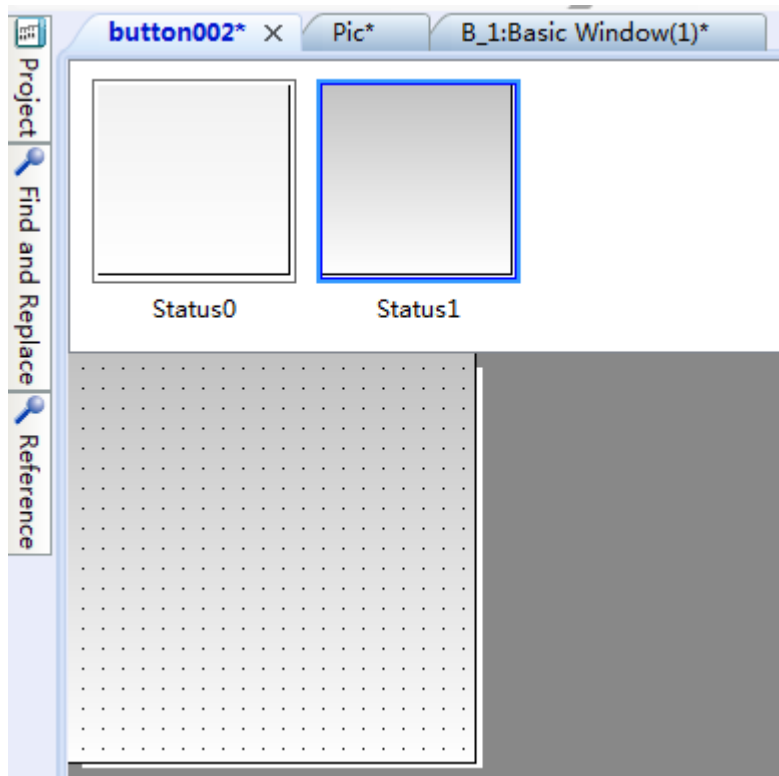 button002*
Pic*
B_1:Basic Window(1)*
Project
Find and Replace
Reference
Status0
Status1